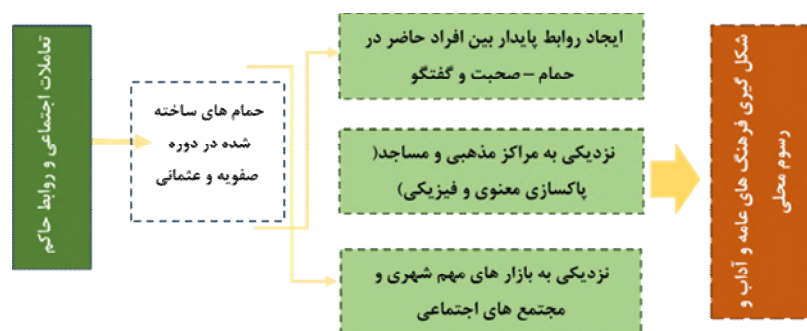 تعاملات اجتماعی و روابط حاکم
حمام های ساخته
شده در دوره
صفویه و عثمانی
ایجاد روابط پایدار بین افراد حاضر در
حمام – صحبت و گفتگو
نزدیکی به مراکز مذهبی و مساجد(
پاکسازی معنوی و فیزیکی)
نزدیکی به بازار های مهم شهری و
مجتمع های اجتماعی
شکل گیری فرهنگ های عامه و آداب و
رسوم محلی